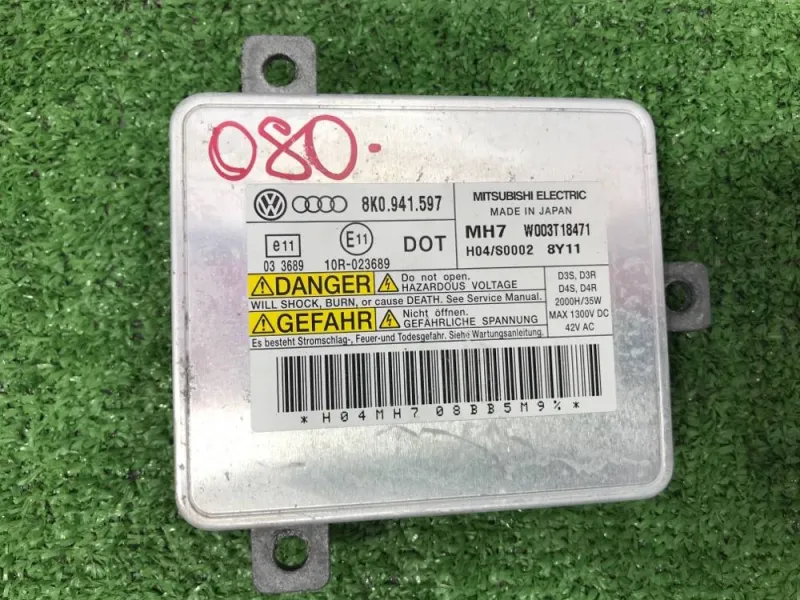 080-
VW 8K0.941.597
MITSUBISHI ELECTRIC
MADE IN JAPAN
MH7 W003T18471
H04/S0002 8Y11
e11 E11 DOT
03 3689 10R-023689
DANGER Do not open. HAZARDOUS VOLTAGE
WILL SHOCK, BURN, or cause DEATH. See Service Manual.
GEFAHR Nicht öffnen. GEFÄHRLICHE SPANNUNG
Es besteht Stromschlag-, Feuer-und Todesgefahr. Siehe Wartungsanleitung.
D3S, D3R
D4S, D4R
2000H/35W
MAX 1300V DC
42V AC
*H04MH708BB5M9%*